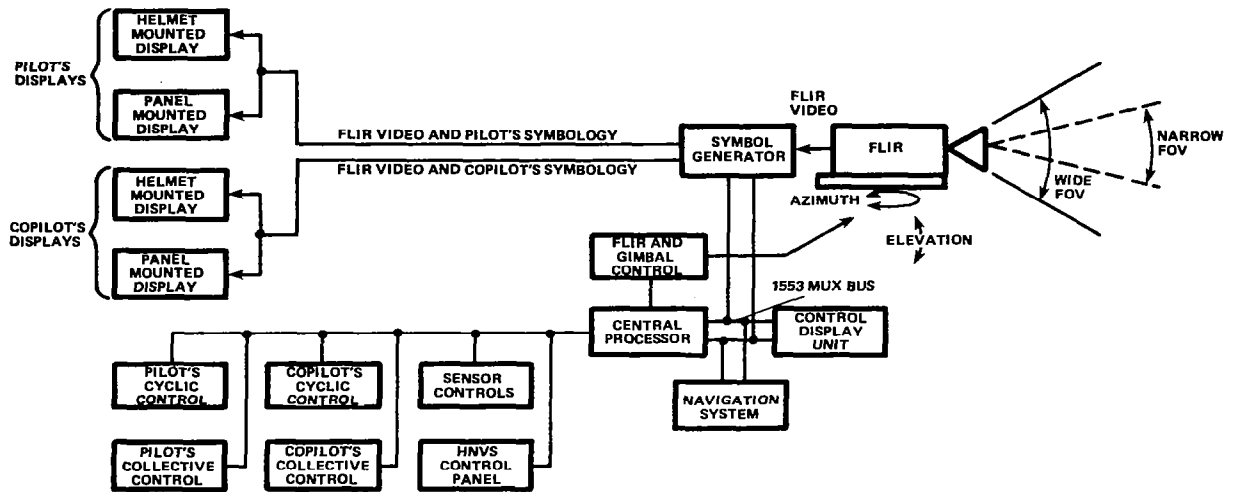 PILOT'S
DISPLAYS
HELMET
MOUNTED
DISPLAY
PANEL
MOUNTED
DISPLAY
COPILOT'S
DISPLAYS
HELMET
MOUNTED
DISPLAY
PANEL
MOUNTED
DISPLAY
FLIR VIDEO AND PILOT'S SYMBOLOGY
FLIR VIDEO AND COPILOT'S SYMBOLOGY
SYMBOL
GENERATOR
FLIR
VIDEO
FLIR
WIDE
FOV
NARROW
FOV
AZIMUTH
ELEVATION
FLIR AND
GIMBAL
CONTROL
1553 MUX BUS
CENTRAL
PROCESSOR
CONTROL
DISPLAY
UNIT
NAVIGATION
SYSTEM
PILOT'S
CYCLIC
CONTROL
COPILOT'S
CYCLIC
CONTROL
SENSOR
CONTROLS
PILOT'S
COLLECTIVE
CONTROL
COPILOT'S
COLLECTIVE
CONTROL
HNVS
CONTROL
PANEL